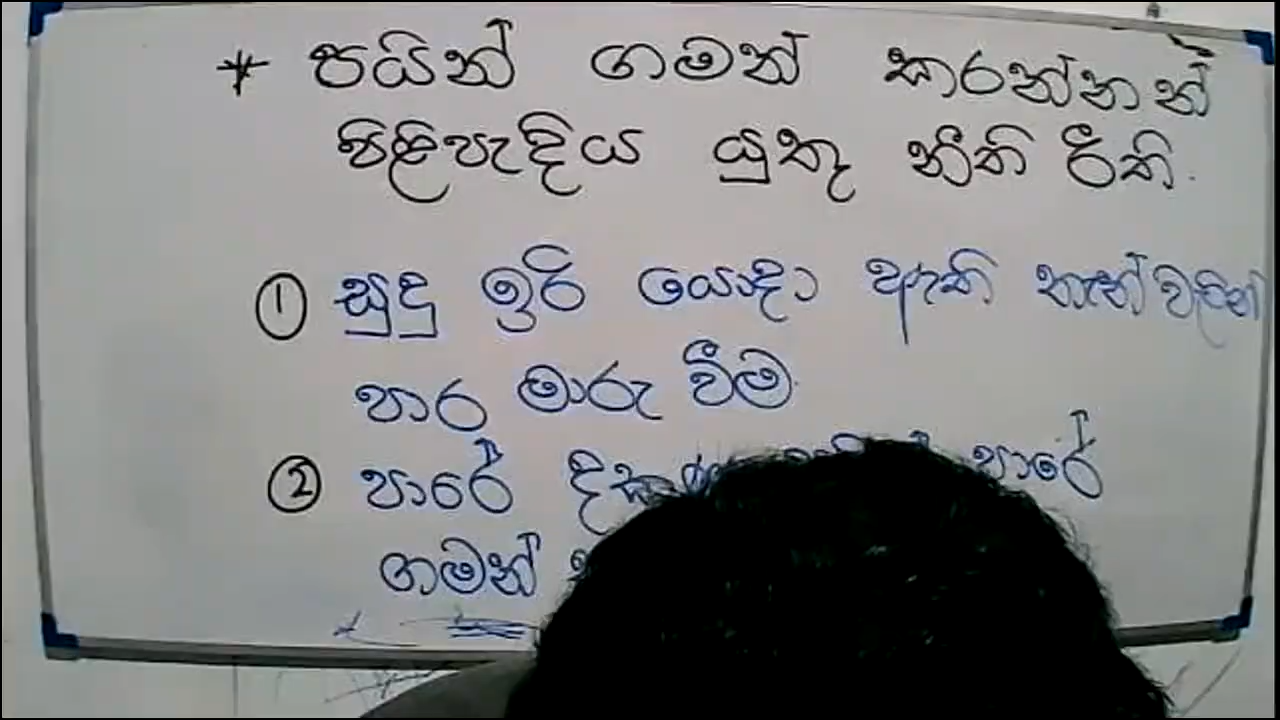 * පයින් ගමන් කරන්නන්
පිළිපැදිය යුතු නීති රීති.
① සුදු ඉරි යොදා ඇති තැන්වලින්
පාර මාරු වීම.
② පාරේ පාරේ
ගමන්